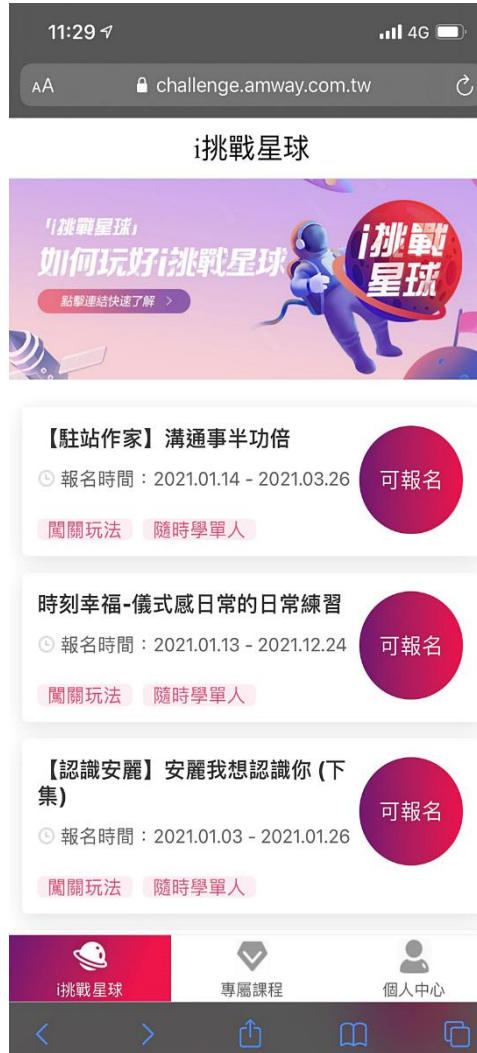 11:29
4G
AA
challenge.amway.com.tw
i挑戰星球
「i挑戰星球」
如何玩好i挑戰星球
點擊連結快速了解 >
i挑戰
星球
【駐站作家】溝通事半功倍
報名時間：2021.01.14 - 2021.03.26
可報名
闖關玩法 隨時學單人
時刻幸福-儀式感日常的日常練習
報名時間：2021.01.13 - 2021.12.24
可報名
闖關玩法 隨時學單人
【認識安麗】安麗我想認識你 (下
集)
報名時間：2021.01.03 - 2021.01.26
可報名
闖關玩法 隨時學單人
i挑戰星球 專屬課程 個人中心